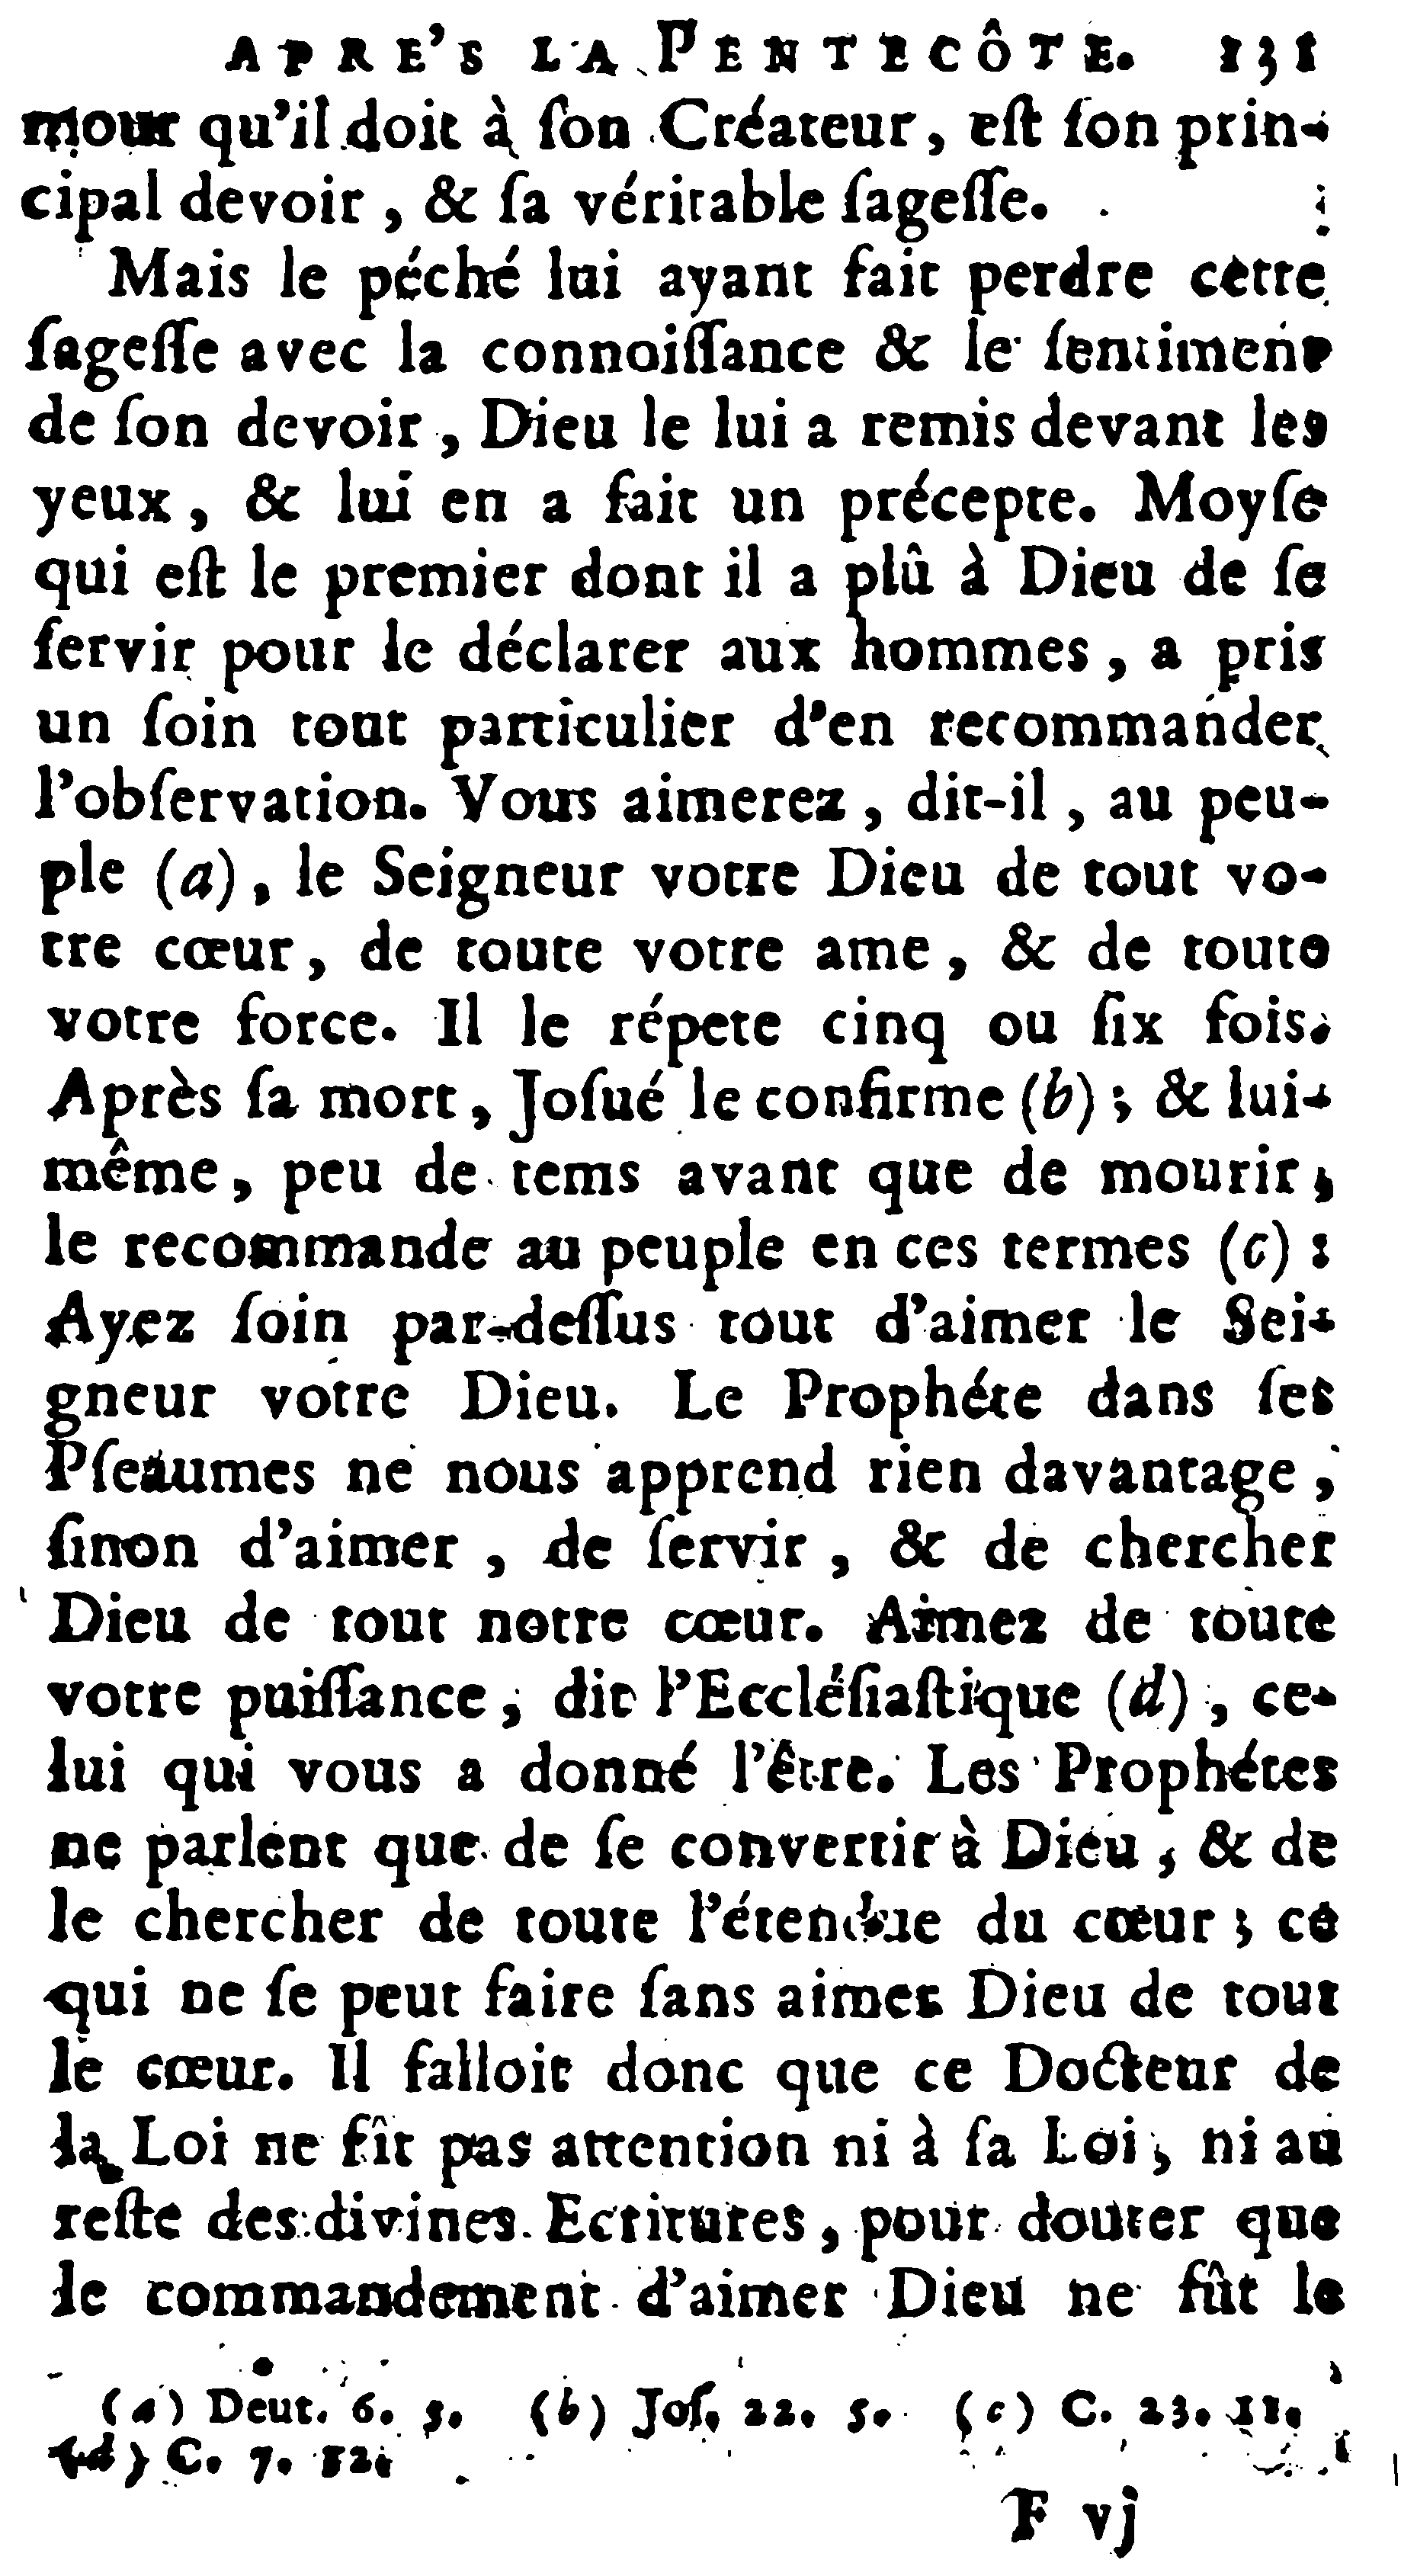 APRE'S LA PENTECÔTE. 131
mour qu'il doit à ſon Créateur, eſt ſon prin-
cipal devoir, & ſa véritable ſageſſe.
Mais le péché lui ayant fait perdre cette
ſageſſe avec la connoiſſance & le ſentiment
de ſon devoir, Dieu le lui a remis devant les
yeux, & lui en a fait un précepte. Moyſe
qui eſt le premier dont il a plû à Dieu de ſe
ſervir pour le déclarer aux hommes, a pris
un ſoin tout particulier d'en recommander
l'obſervation. Vous aimerez, dit-il, au peu-
ple (a), le Seigneur votre Dieu de tout vo-
tre cœur, de toute votre ame, & de toute
votre force. Il le répete cinq ou ſix fois.
Après ſa mort, Joſué le confirme (b); & lui-
même, peu de tems avant que de mourir,
le recommande au peuple en ces termes (c) :
Ayez ſoin par-deſſus tout d'aimer le Sei-
gneur votre Dieu. Le Prophéte dans ſes
Pſeaumes ne nous apprend rien davantage,
ſinon d'aimer, de ſervir, & de chercher
Dieu de tout notre cœur. Aimez de toute
votre puiſſance, dit l'Eccléſiaſtique (d), ce-
lui qui vous a donné l'être. Les Prophétes
ne parlent que de ſe convertir à Dieu, & de
le chercher de toute l'étendue du cœur; ce
qui ne ſe peut faire ſans aimer Dieu de tout
le cœur. Il falloit donc que ce Docteur de
la Loi ne fît pas attention ni à ſa Loi, ni au
reſte des divines Ecritures, pour douter que
le commandement d'aimer Dieu ne fût le
(a) Deut. 6. 5. (b) Joſ. 22. 5. (c) C. 23. 11.
(d) C. 7. 32.
F vj